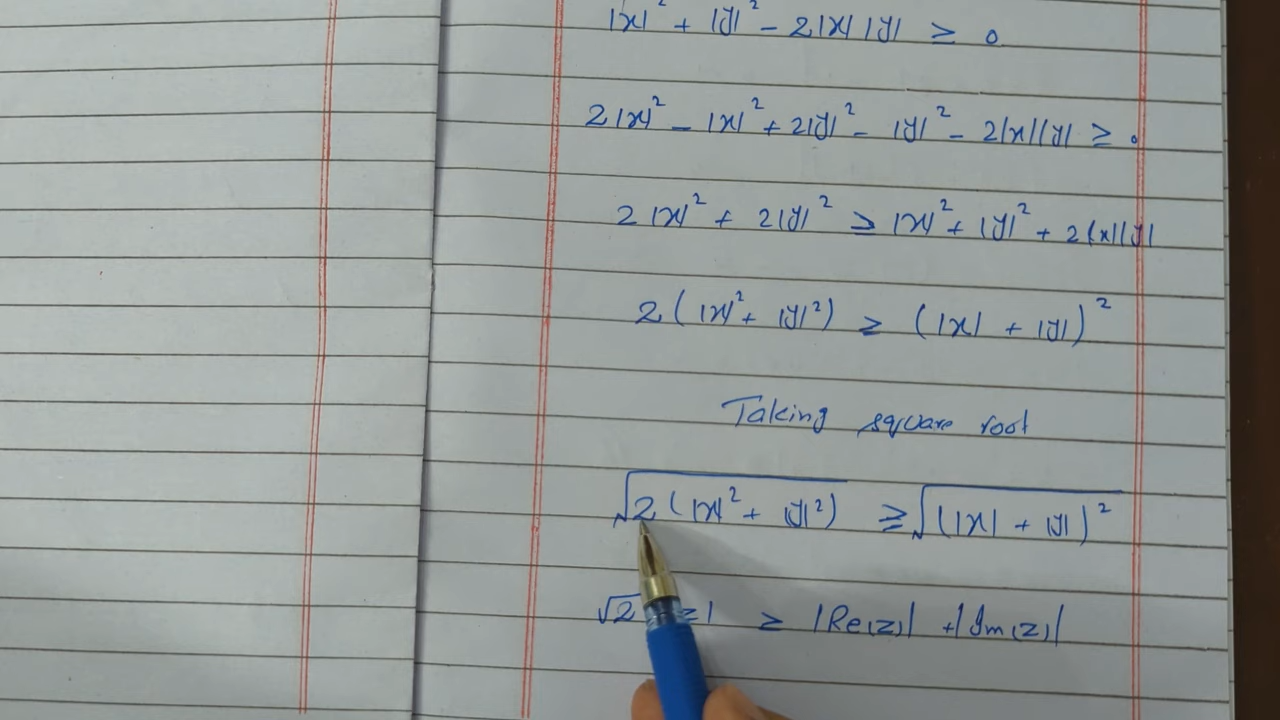 |x|² + |y|² - 2|x| |y| ≥ 0
2|x|² - |x|² + 2|y|² - |y|² - 2|x||y| ≥ 0
2|x|² + 2|y|² ≥ |x|² + |y|² + 2|x||y|
2(|x|² + |y|²) ≥ (|x| + |y|)²
Taking square root
√2(|x|² + |y|²) ≥ √(|x| + |y|)²
√2 z| ≥ |Re(z)| + |Im(z)|